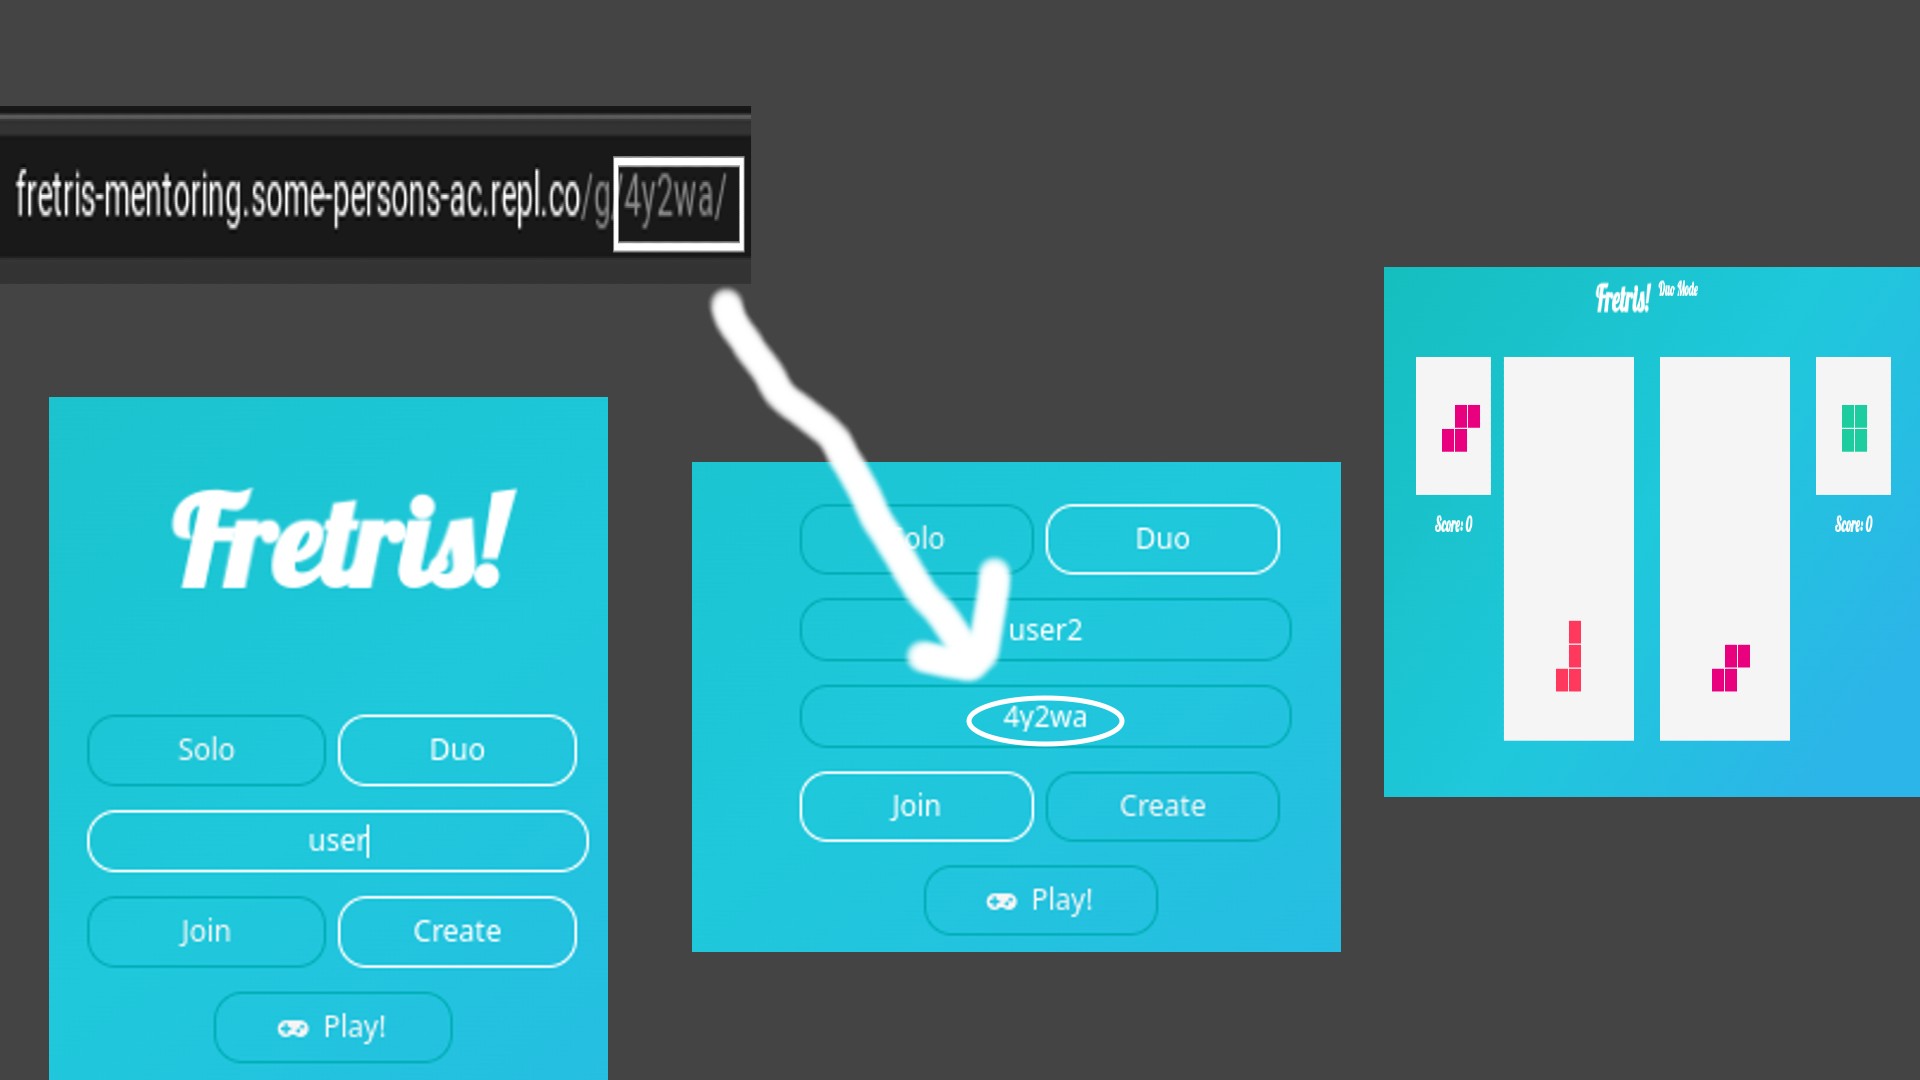 fretris-mentoring.some-persons-ac.repl.co/g/4y2wa/
Fretris!
Solo Duo
user
Join Create
Play!
olo Duo
user2
4y2wa
Join Create
Play!
Fretris! Duo Mode
Score: 0 Score: 0